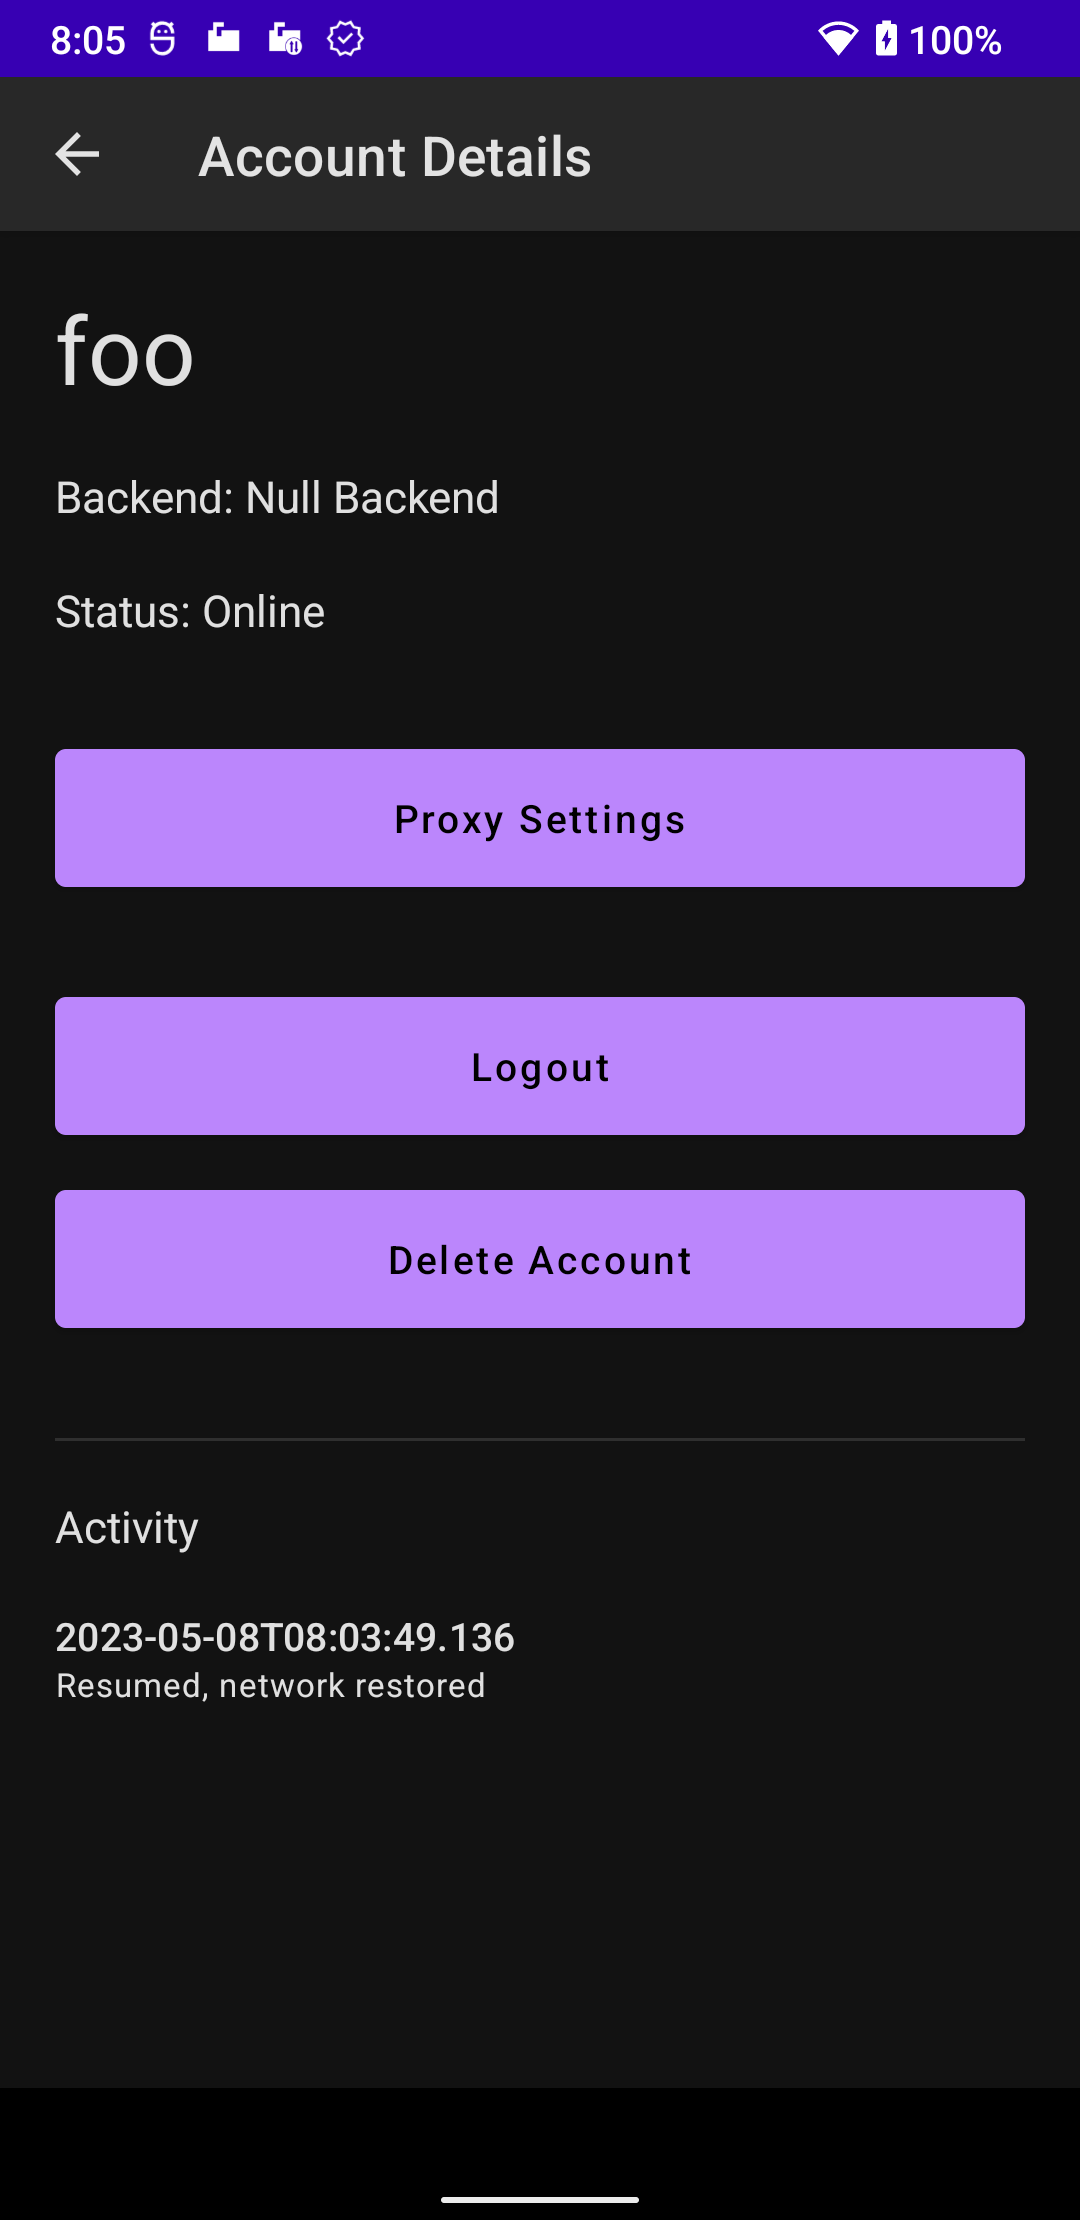 8:05 100%
Account Details
foo
Backend: Null Backend
Status: Online
Proxy Settings
Logout
Delete Account
Activity
2023-05-08T08:03:49.136
Resumed, network restored